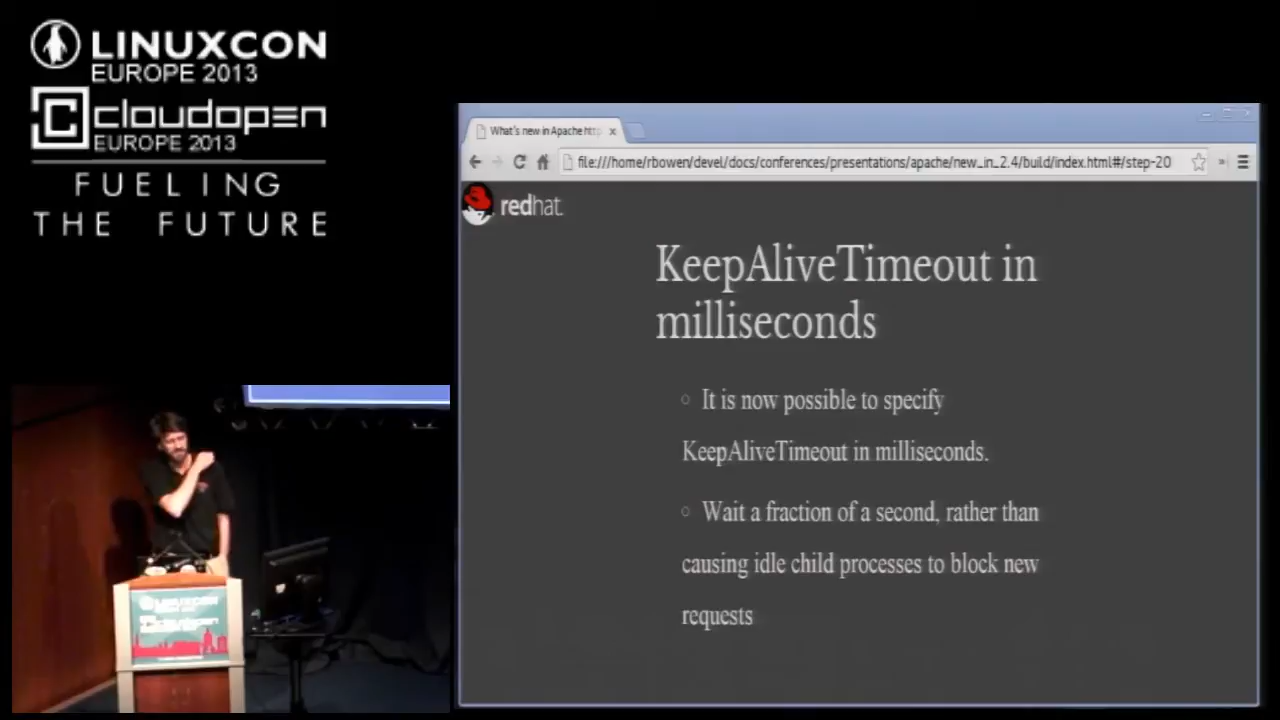 LINUXCON
EUROPE 2013
cloudopen
EUROPE 2013
FUELING
THE FUTURE
What's new in Apache http
file:///home/rbowen/devel/docs/conferences/presentations/apache/new_in_2.4/build/index.html#/step-20
redhat.
KeepAliveTimeout in
milliseconds
It is now possible to specify
KeepAliveTimeout in milliseconds.
Wait a fraction of a second, rather than
causing idle child processes to block new
requests
LINUXCON
cloudopen